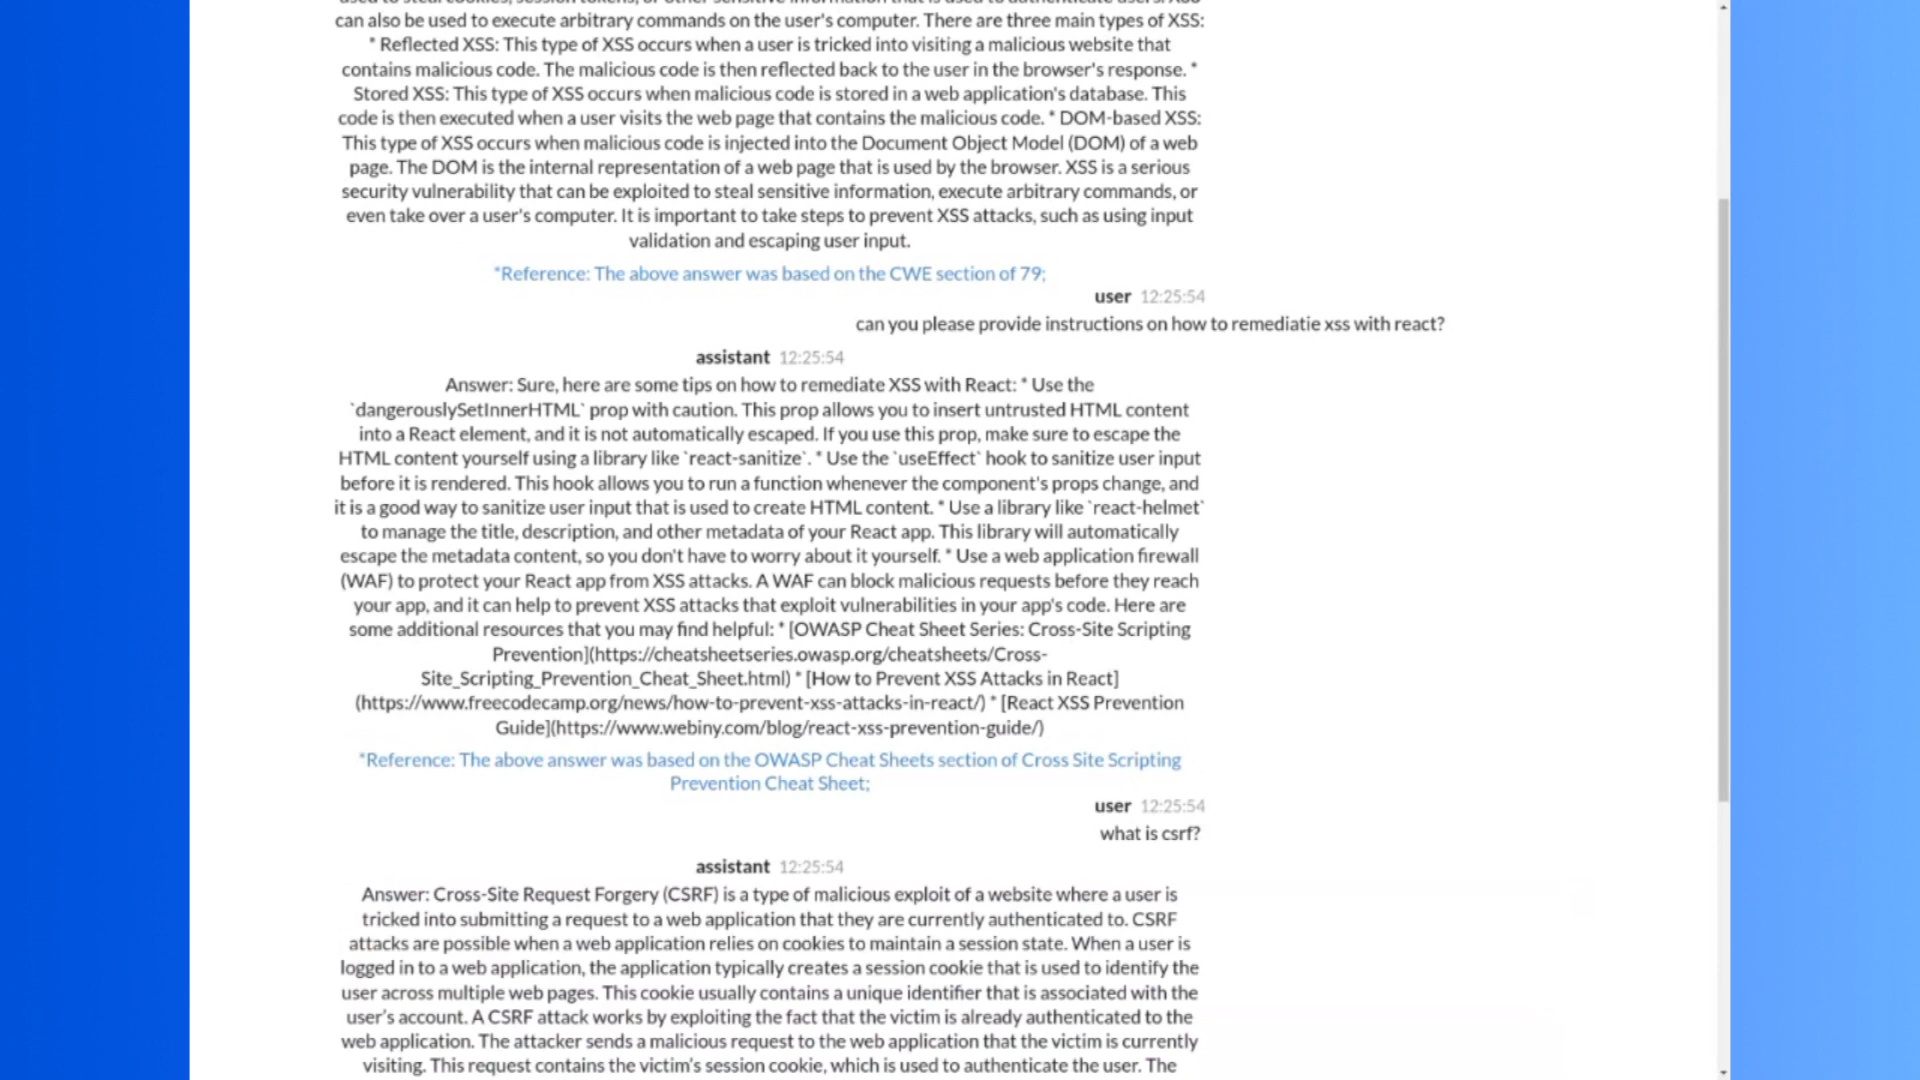 can also be used to execute arbitrary commands on the user's computer. There are three main types of XSS:
* Reflected XSS: This type of XSS occurs when a user is tricked into visiting a malicious website that
contains malicious code. The malicious code is then reflected back to the user in the browser's response. *
Stored XSS: This type of XSS occurs when malicious code is stored in a web application's database. This
code is then executed when a user visits the web page that contains the malicious code. * DOM-based XSS:
This type of XSS occurs when malicious code is injected into the Document Object Model (DOM) of a web
page. The DOM is the internal representation of a web page that is used by the browser. XSS is a serious
security vulnerability that can be exploited to steal sensitive information, execute arbitrary commands, or
even take over a user's computer. It is important to take steps to prevent XSS attacks, such as using input
validation and escaping user input.
*Reference: The above answer was based on the CWE section of 79;
user 12:25:54
can you please provide instructions on how to remediatie xss with react?
assistant 12:25:54
Answer: Sure, here are some tips on how to remediate XSS with React: * Use the
`dangerouslySetInnerHTML` prop with caution. This prop allows you to insert untrusted HTML content
into a React element, and it is not automatically escaped. If you use this prop, make sure to escape the
HTML content yourself using a library like `react-sanitize`. * Use the `useEffect` hook to sanitize user input
before it is rendered. This hook allows you to run a function whenever the component's props change, and
it is a good way to sanitize user input that is used to create HTML content. * Use a library like `react-helmet`
to manage the title, description, and other metadata of your React app. This library will automatically
escape the metadata content, so you don't have to worry about it yourself. * Use a web application firewall
(WAF) to protect your React app from XSS attacks. A WAF can block malicious requests before they reach
your app, and it can help to prevent XSS attacks that exploit vulnerabilities in your app's code. Here are
some additional resources that you may find helpful: * [OWASP Cheat Sheet Series: Cross-Site Scripting
Prevention](https://cheatsheetseries.owasp.org/cheatsheets/Cross-
Site_Scripting_Prevention_Cheat_Sheet.html) * [How to Prevent XSS Attacks in React]
(https://www.freecodecamp.org/news/how-to-prevent-xss-attacks-in-react/) * [React XSS Prevention
Guide](https://www.webiny.com/blog/react-xss-prevention-guide/)
*Reference: The above answer was based on the OWASP Cheat Sheets section of Cross Site Scripting
Prevention Cheat Sheet;
user 12:25:54
what is csrf?
assistant 12:25:54
Answer: Cross-Site Request Forgery (CSRF) is a type of malicious exploit of a website where a user is
tricked into submitting a request to a web application that they are currently authenticated to. CSRF
attacks are possible when a web application relies on cookies to maintain a session state. When a user is
logged in to a web application, the application typically creates a session cookie that is used to identify the
user across multiple web pages. This cookie usually contains a unique identifier that is associated with the
user's account. A CSRF attack works by exploiting the fact that the victim is already authenticated to the
web application. The attacker sends a malicious request to the web application that the victim is currently
visiting. This request contains the victim's session cookie, which is used to authenticate the user. The